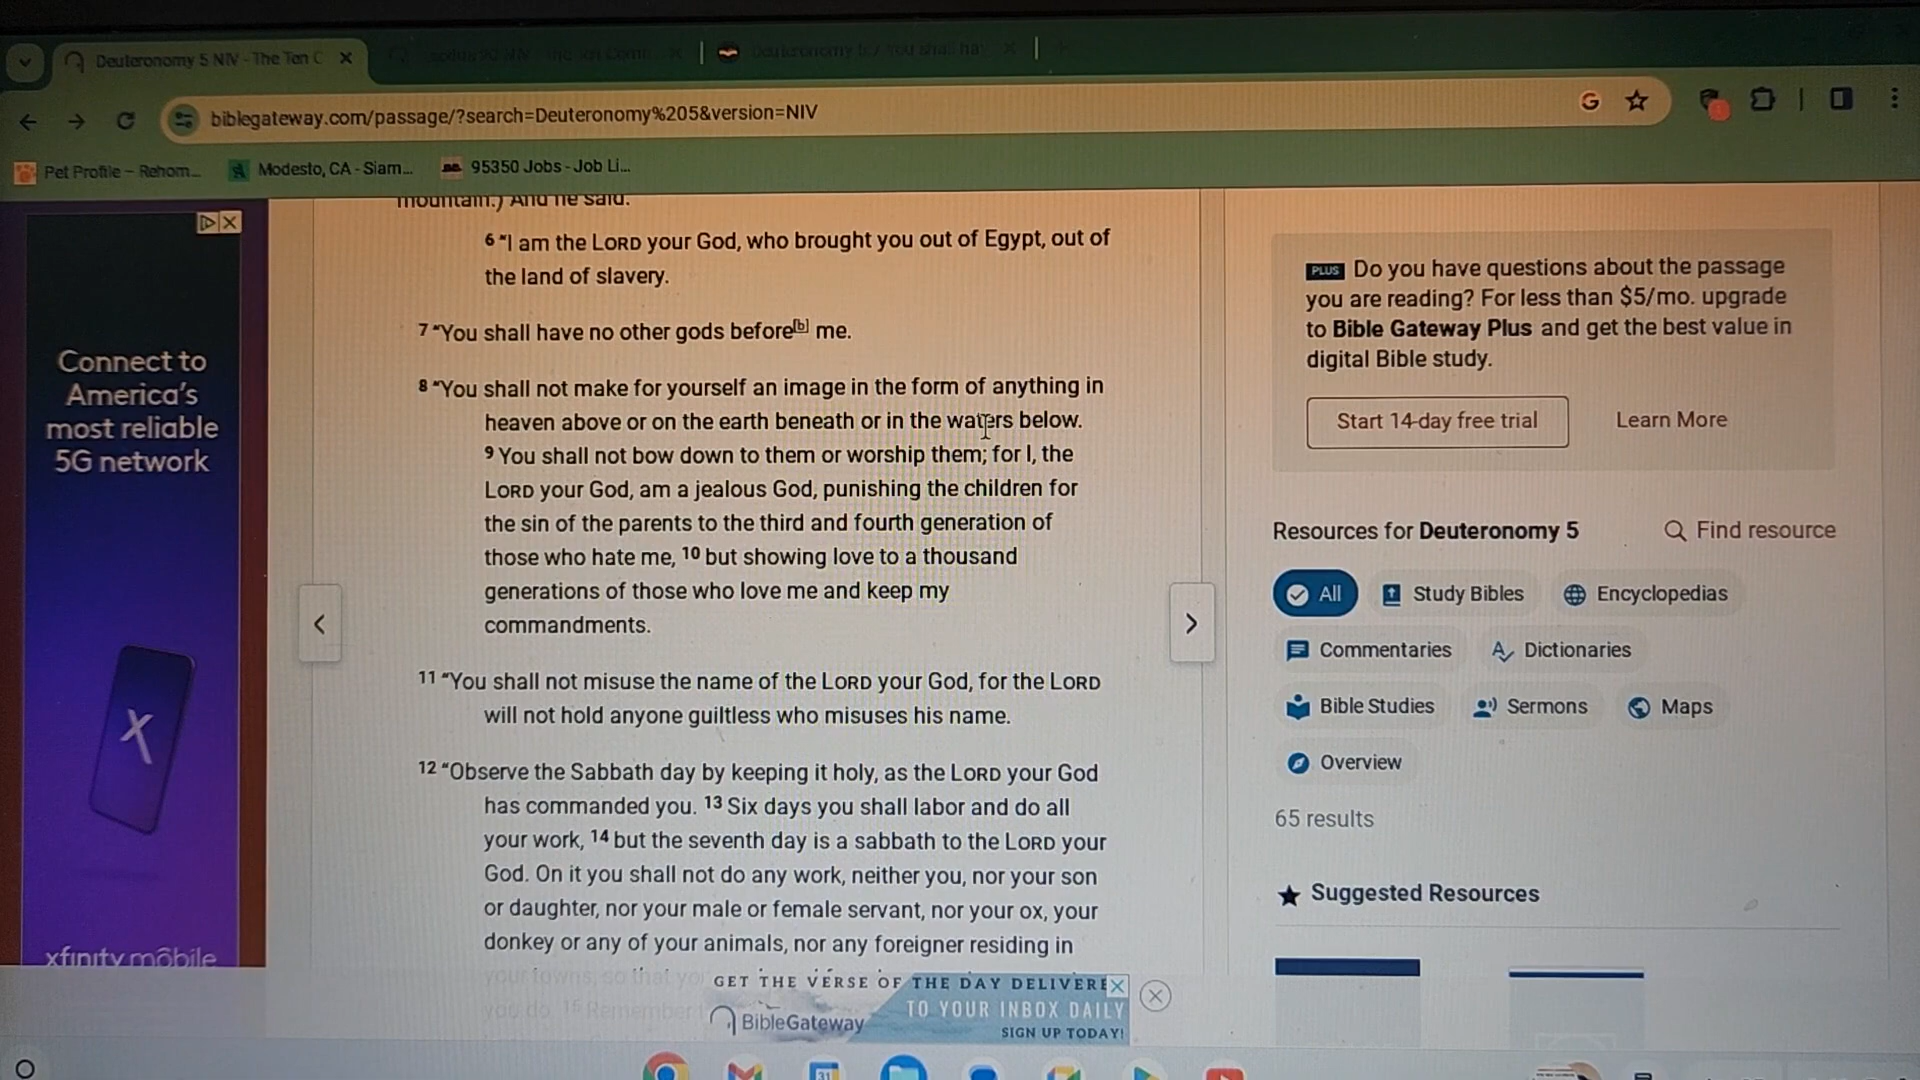 Deuteronomy 5 NIV - The Ten C
biblegateway.com/passage/?search=Deuteronomy%205&version=NIV
Pet Profile – Rehom...
Modesto, CA - Siam...
95350 Jobs - Job Li...
mountain.) And he said:
6 “I am the LORD your God, who brought you out of Egypt, out of
the land of slavery.
7 “You shall have no other gods before[b] me.
8 “You shall not make for yourself an image in the form of anything in
heaven above or on the earth beneath or in the waters below.
9 You shall not bow down to them or worship them; for I, the
LORD your God, am a jealous God, punishing the children for
the sin of the parents to the third and fourth generation of
those who hate me, 10 but showing love to a thousand
generations of those who love me and keep my
commandments.
11 “You shall not misuse the name of the LORD your God, for the LORD
will not hold anyone guiltless who misuses his name.
12 “Observe the Sabbath day by keeping it holy, as the LORD your God
has commanded you. 13 Six days you shall labor and do all
your work, 14 but the seventh day is a sabbath to the LORD your
God. On it you shall not do any work, neither you, nor your son
or daughter, nor your male or female servant, nor your ox, your
donkey or any of your animals, nor any foreigner residing in
your towns, so that yo
you do. 15 Remember
Connect to
America’s
most reliable
5G network
X
xfinity mobile
PLUS Do you have questions about the passage
you are reading? For less than $5/mo. upgrade
to Bible Gateway Plus and get the best value in
digital Bible study.
Start 14-day free trial
Learn More
Resources for Deuteronomy 5
Find resource
All
Study Bibles
Encyclopedias
Commentaries
Dictionaries
Bible Studies
Sermons
Maps
Overview
65 results
Suggested Resources
GET THE VERSE OF THE DAY DELIVERE
TO YOUR INBOX DAILY
BibleGateway
SIGN UP TODAY!
31